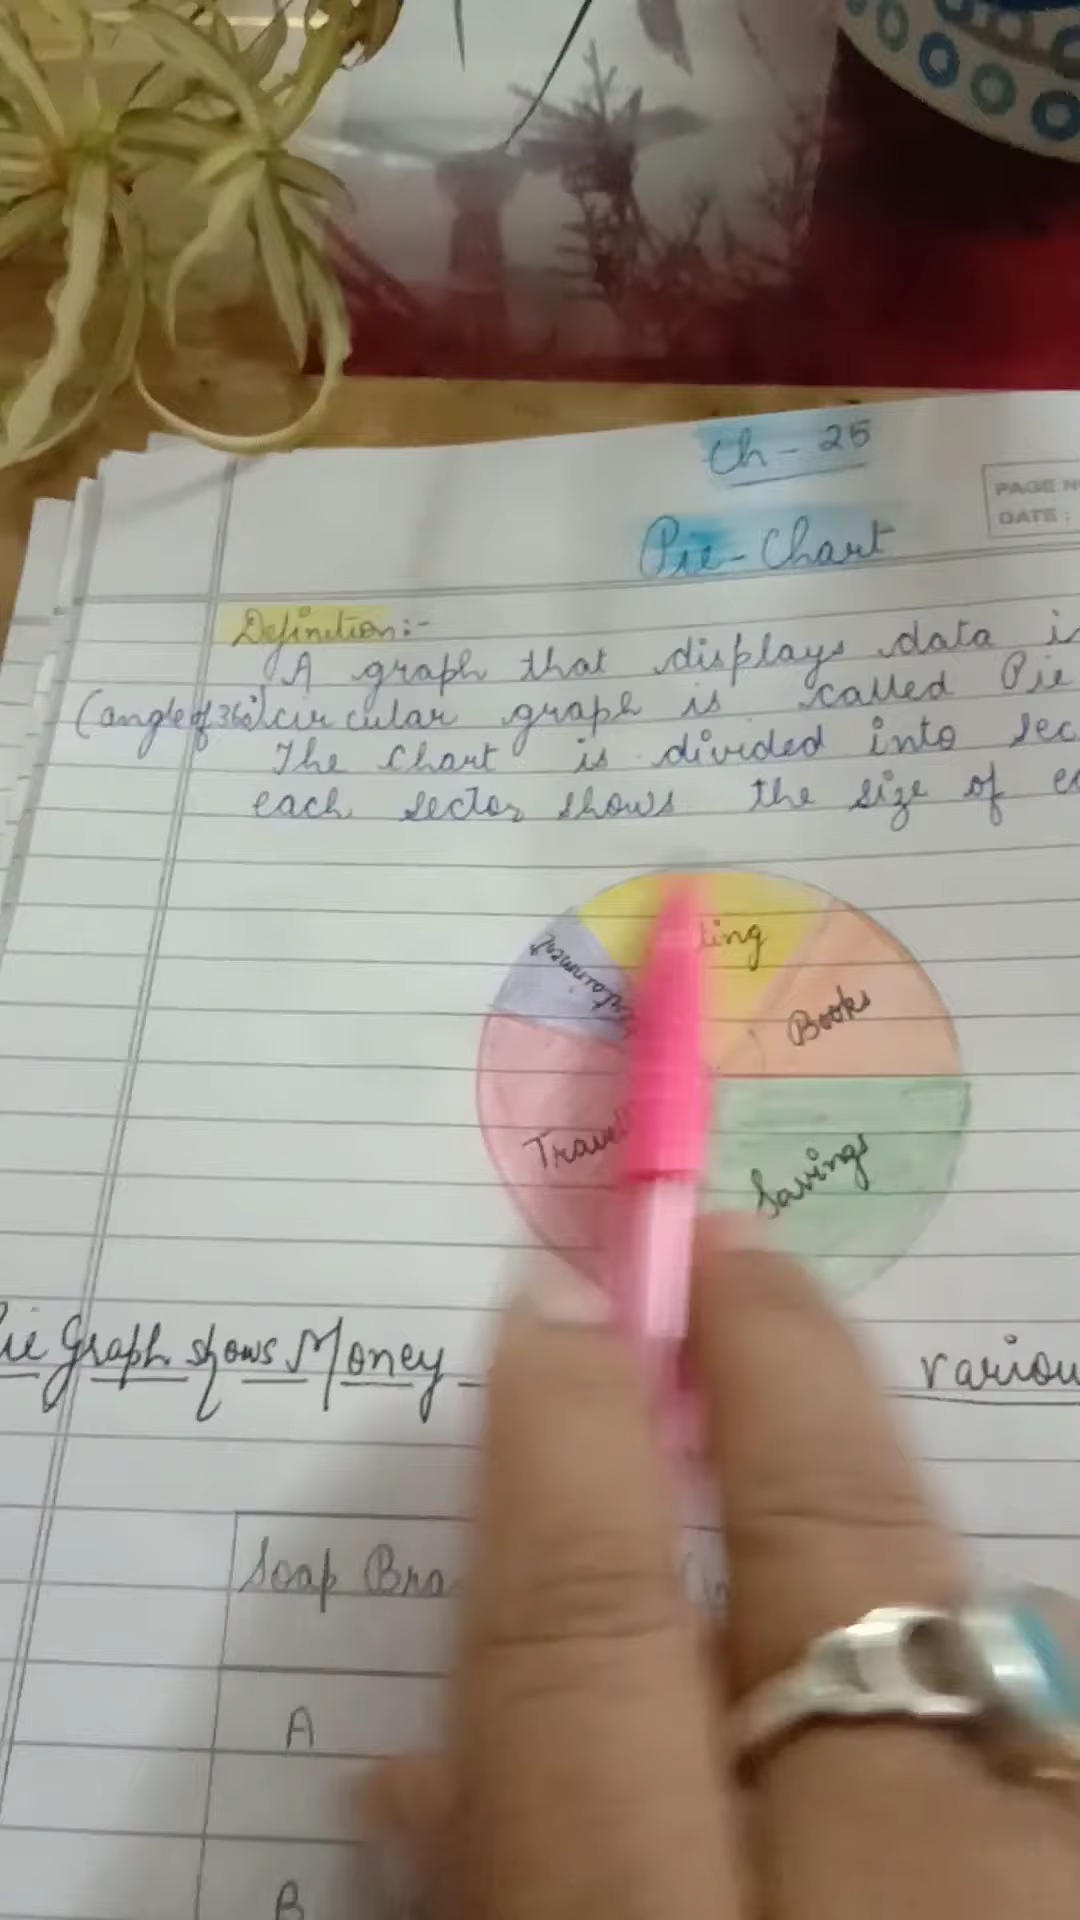 Ch - 25
PAGE N
DATE :
Pie - Chart
Definition :-
A graph that displays data i
(angle of 360°) circular graph is called Pie
The Chart is divided into sec
each sector shows the size of
ting
Books
Travel
Savings
Graph shows Money
Soap Bra
A
B